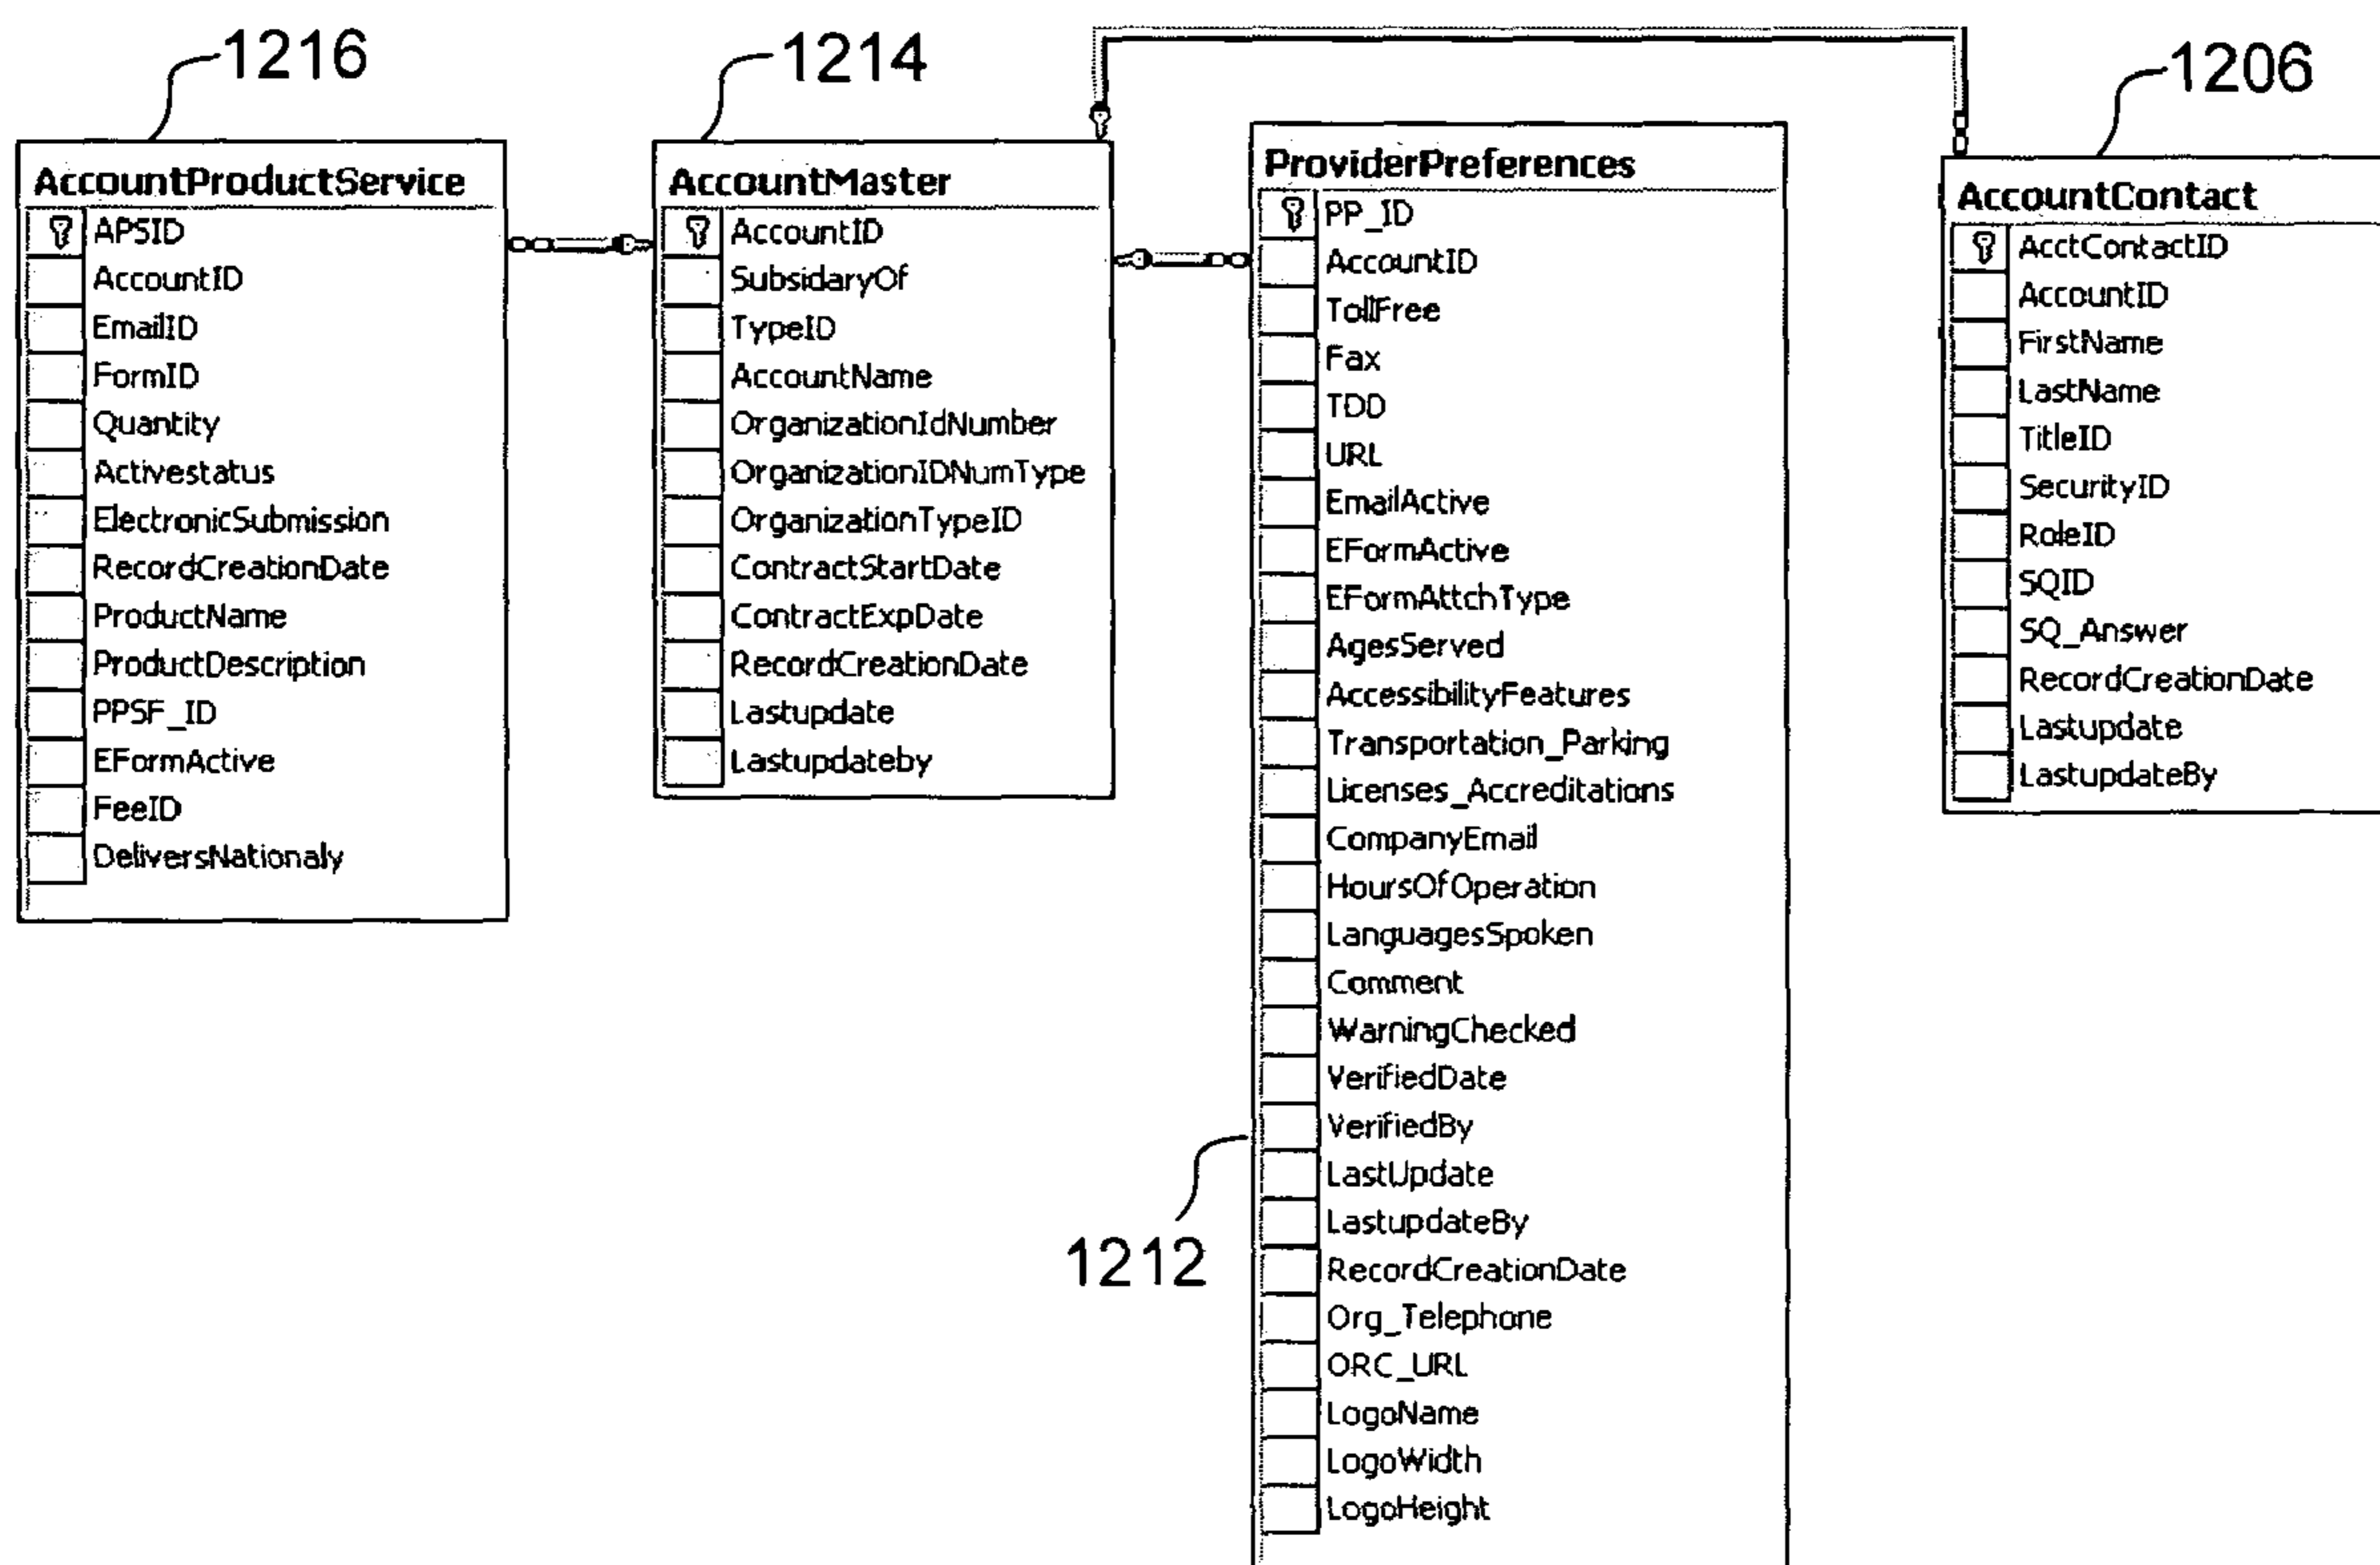 1216
AccountProductService
APSID
AccountID
EmailID
FormID
Quantity
Activestatus
ElectronicSubmission
RecordCreationDate
ProductName
ProductDescription
PPSF_ID
EFormActive
FeeID
DeliversNationaly
1214
AccountMaster
AccountID
SubsidaryOf
TypeID
AccountName
OrganizationIdNumber
OrganizationIDNumType
OrganizationTypeID
ContractStartDate
ContractExpDate
RecordCreationDate
Lastupdate
Lastupdateby
ProviderPreferences
PP_ID
AccountID
TollFree
Fax
TDD
URL
EmailActive
EFormActive
EFormAttchType
AgesServed
AccessibilityFeatures
Transportation_Parking
Licenses_Accreditations
CompanyEmail
HoursOfOperation
LanguagesSpoken
Comment
WarningChecked
VerifiedDate
VerifiedBy
LastUpdate
LastupdateBy
RecordCreationDate
Org_Telephone
ORC_URL
LogoName
LogoWidth
LogoHeight
1212
1206
AccountContact
AcctContactID
AccountID
FirstName
LastName
TitleID
SecurityID
RoleID
SQID
SQ_Answer
RecordCreationDate
Lastupdate
LastupdateBy